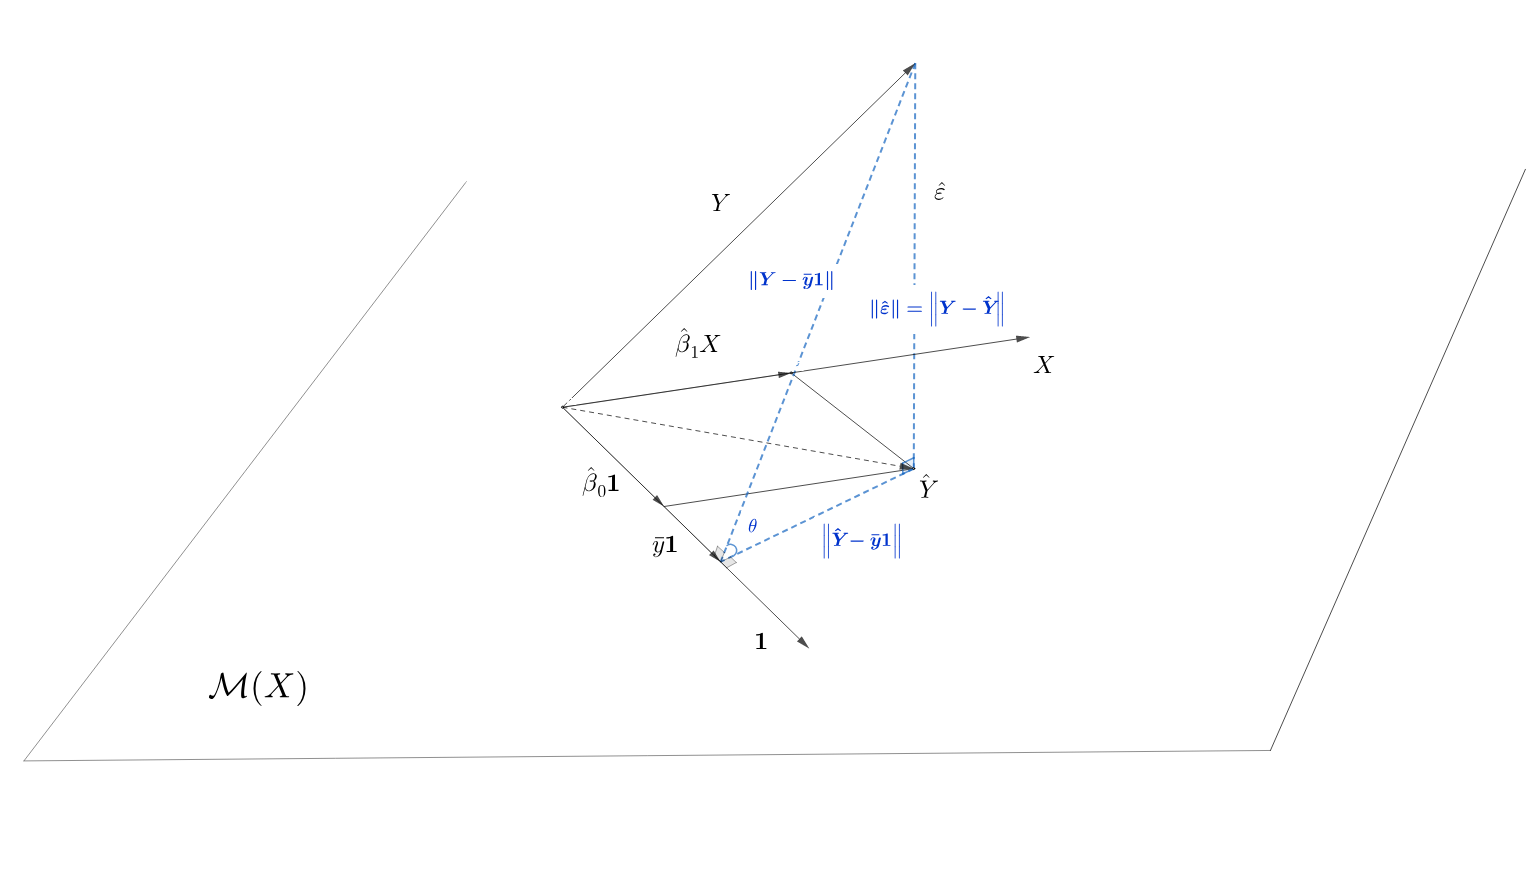 Y
ε̂
‖Y − ȳ1‖
‖ε̂‖ = ‖Y − Ŷ‖
β̂₁X
X
β̂₀1
Ŷ
θ
‖Ŷ − ȳ1‖
ȳ1
1
ℳ(X)